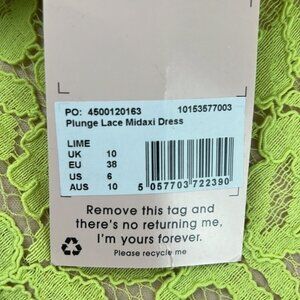 PO: 4500120163 10153577003
Plunge Lace Midaxi Dress
LIME
UK 10
EU 38
US 6
AUS 10
5 057703 722390
Remove this tag and
there's no returning me,
I'm yours forever.
Please recycle me